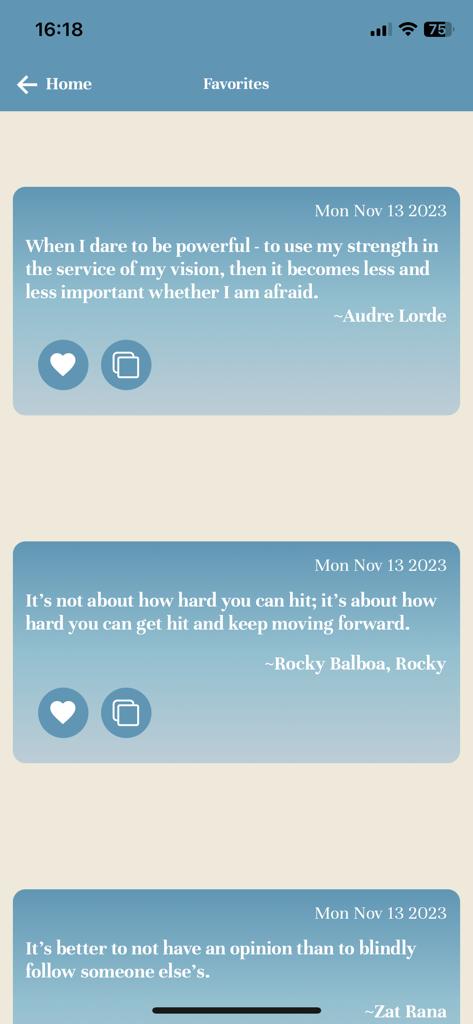 16:18
75
Home
Favorites
Mon Nov 13 2023
When I dare to be powerful - to use my strength in
the service of my vision, then it becomes less and
less important whether I am afraid.
~Audre Lorde
Mon Nov 13 2023
It's not about how hard you can hit; it's about how
hard you can get hit and keep moving forward.
~Rocky Balboa, Rocky
Mon Nov 13 2023
It's better to not have an opinion than to blindly
follow someone else's.
~Zat Rana